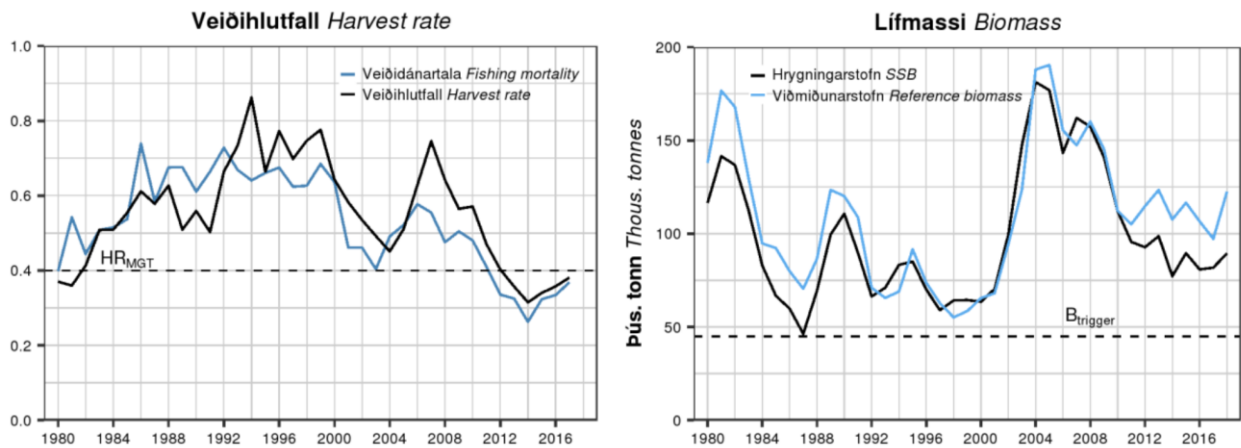 Veiðihlutfall Harvest rate
1.0
0.8
0.6
0.4
0.2
0.0
Veiðidánartala Fishing mortality
Veiðihlutfall Harvest rate
HRMGT
1980 1984 1988 1992 1996 2000 2004 2008 2012 2016
Lífmassi Biomass
Þús. tonn Thous. tonnes
200
150
100
50
0
Hrygningarstofn SSB
Viðmiðunarstofn Reference biomass
Btrigger
1980 1984 1988 1992 1996 2000 2004 2008 2012 2016